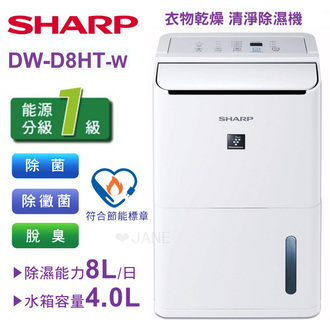 SHARP
衣物乾燥 清淨除濕機
DW-D8HT-W
能源
分級
1
級
除菌
除黴菌
脫臭
符合節能標章
SHARP
❤JANE
▶除濕能力8L/日
▶水箱容量4.0L